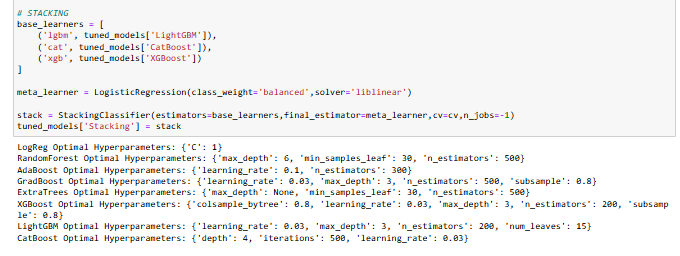 # STACKING
base_learners = [
    ('lgbm', tuned_models['LightGBM']),
    ('cat', tuned_models['CatBoost']),
    ('xgb', tuned_models['XGBoost'])
]
meta_learner = LogisticRegression(class_weight='balanced',solver='liblinear')
stack = StackingClassifier(estimators=base_learners,final_estimator=meta_learner,cv=cv,n_jobs=-1)
tuned_models['Stacking'] = stack
LogReg Optimal Hyperparameters: {'C': 1}
RandomForest Optimal Hyperparameters: {'max_depth': 6, 'min_samples_leaf': 30, 'n_estimators': 500}
AdaBoost Optimal Hyperparameters: {'learning_rate': 0.1, 'n_estimators': 300}
GradBoost Optimal Hyperparameters: {'learning_rate': 0.03, 'max_depth': 3, 'n_estimators': 500, 'subsample': 0.8}
ExtraTrees Optimal Hyperparameters: {'max_depth': None, 'min_samples_leaf': 30, 'n_estimators': 500}
XGBoost Optimal Hyperparameters: {'colsample_bytree': 0.8, 'learning_rate': 0.03, 'max_depth': 3, 'n_estimators': 200, 'subsamp
le': 0.8}
LightGBM Optimal Hyperparameters: {'learning_rate': 0.03, 'max_depth': 3, 'n_estimators': 200, 'num_leaves': 15}
CatBoost Optimal Hyperparameters: {'depth': 4, 'iterations': 500, 'learning_rate': 0.03}